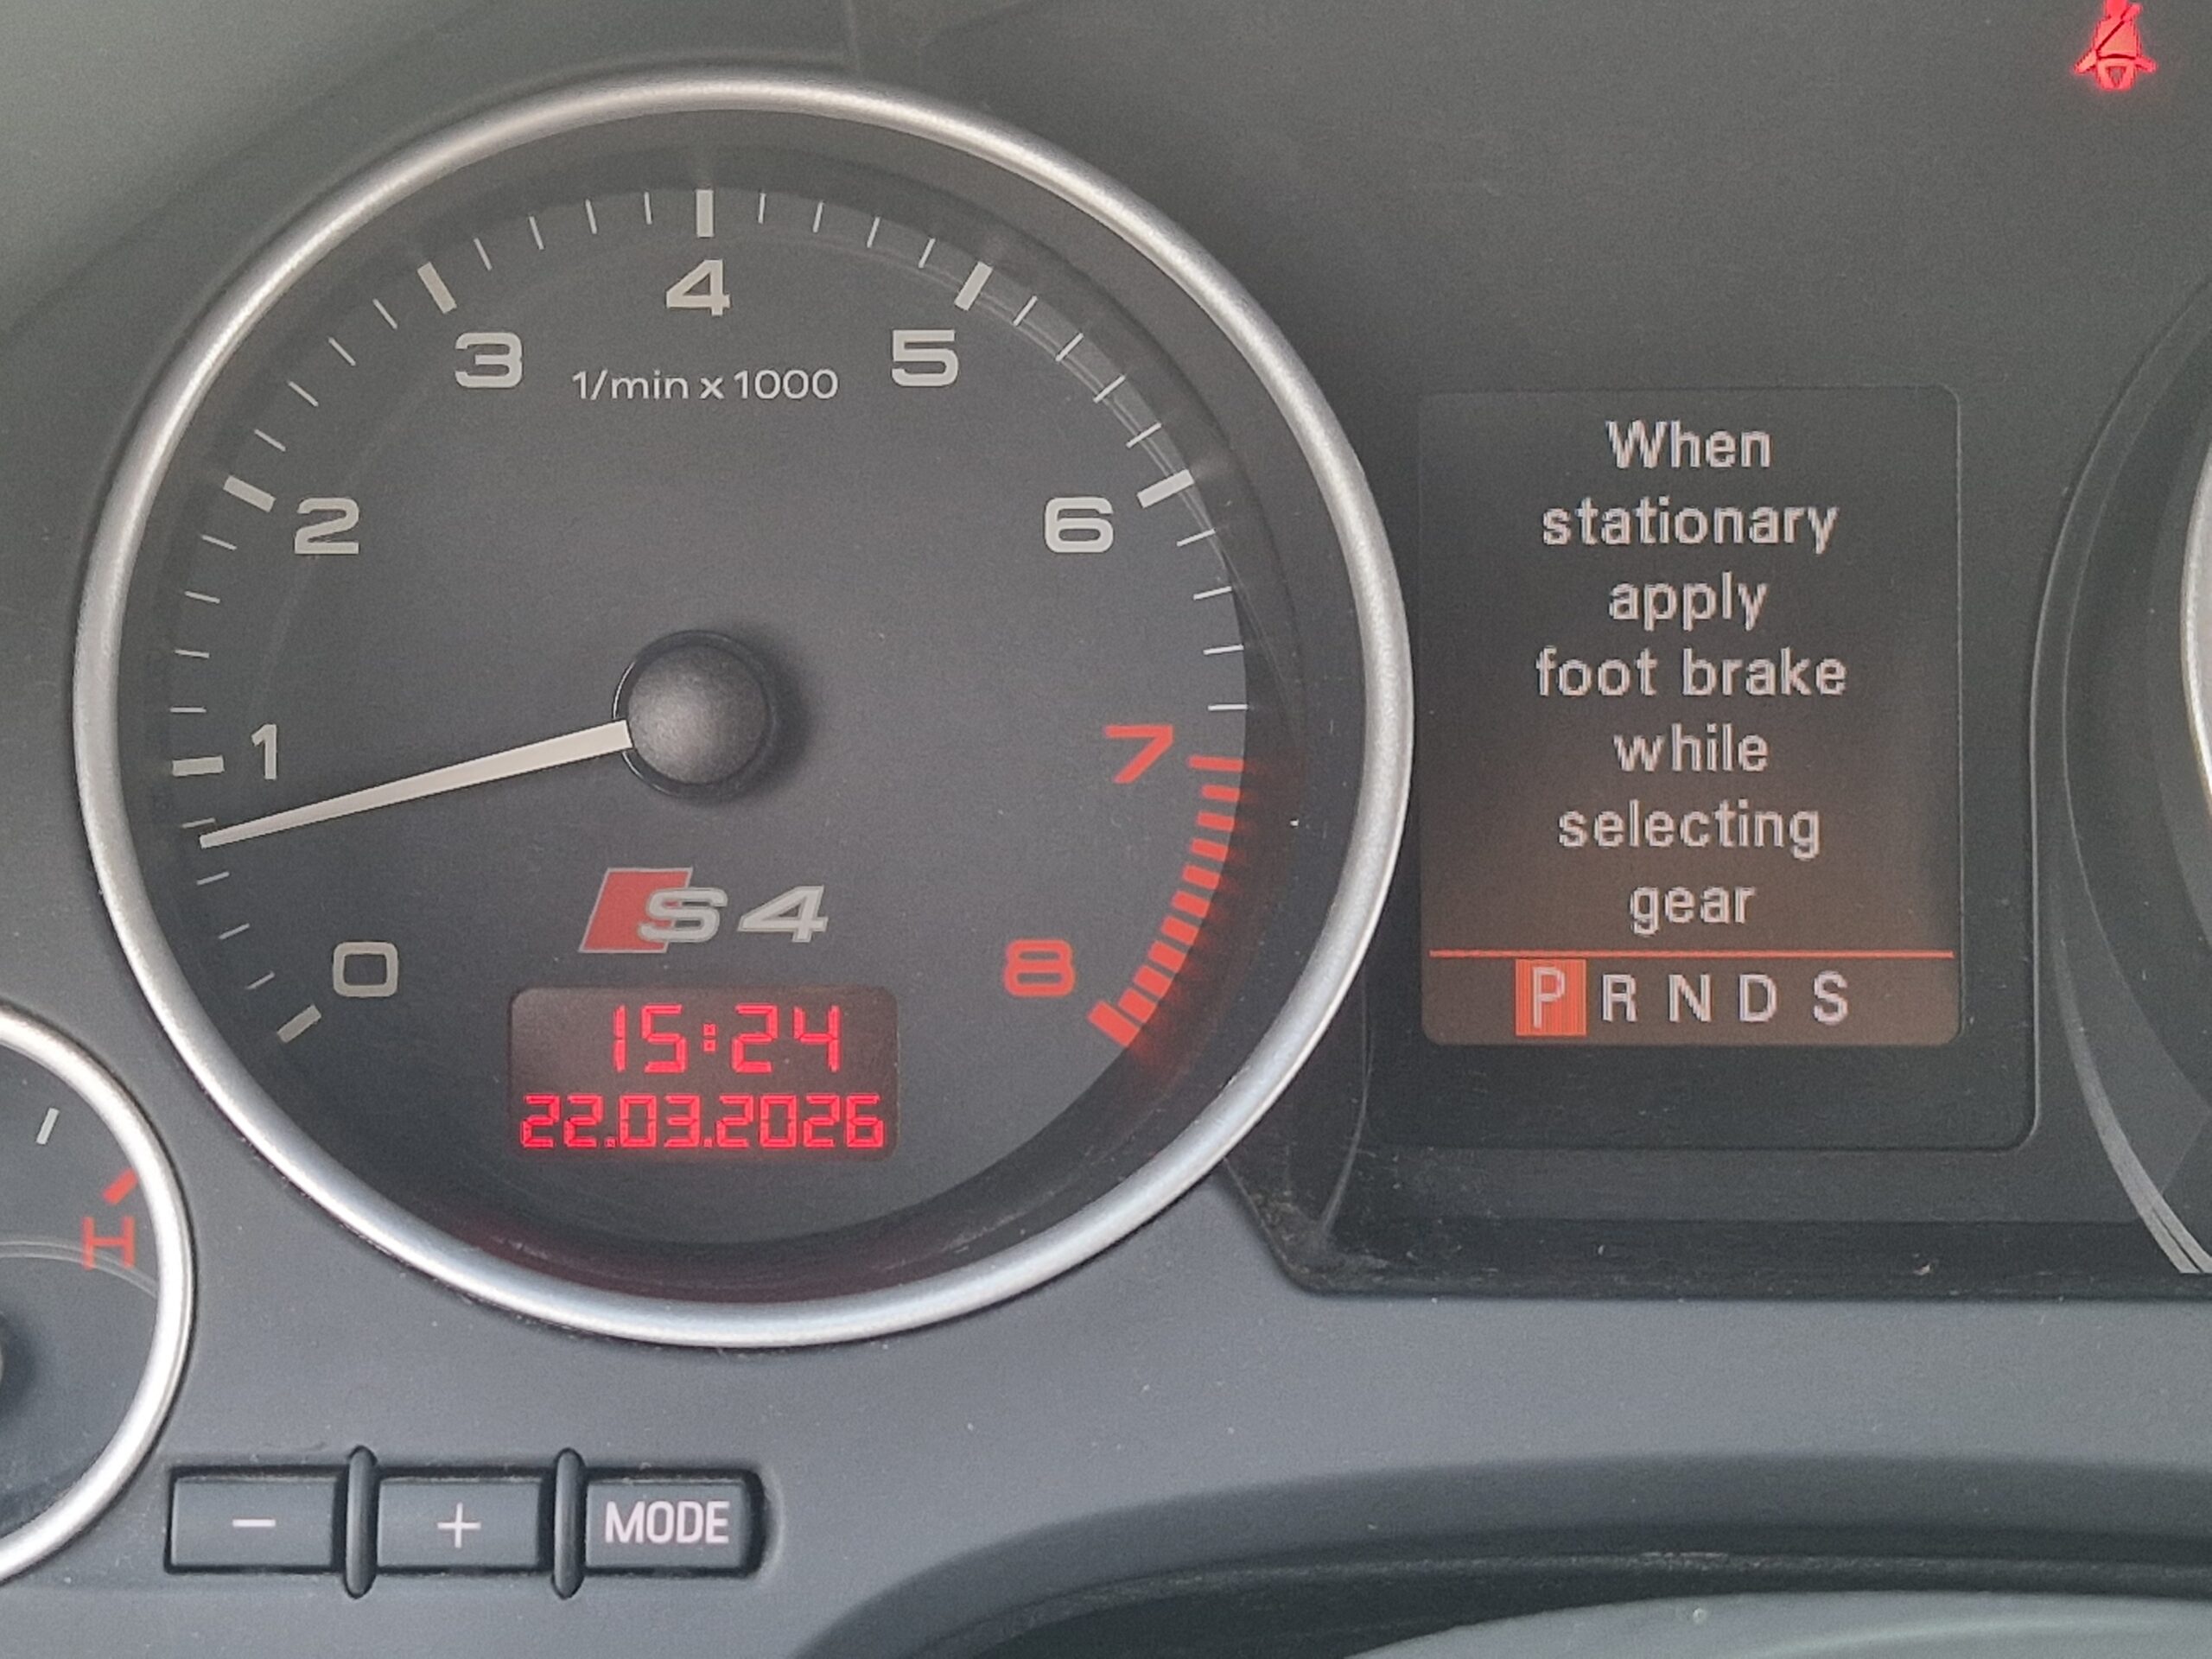 4
3
5
1/min x 1000
2
6
1
7
S4
0
8
15:24
22.03.2026
When
stationary
apply
foot brake
while
selecting
gear
P R N D S
H
− + MODE